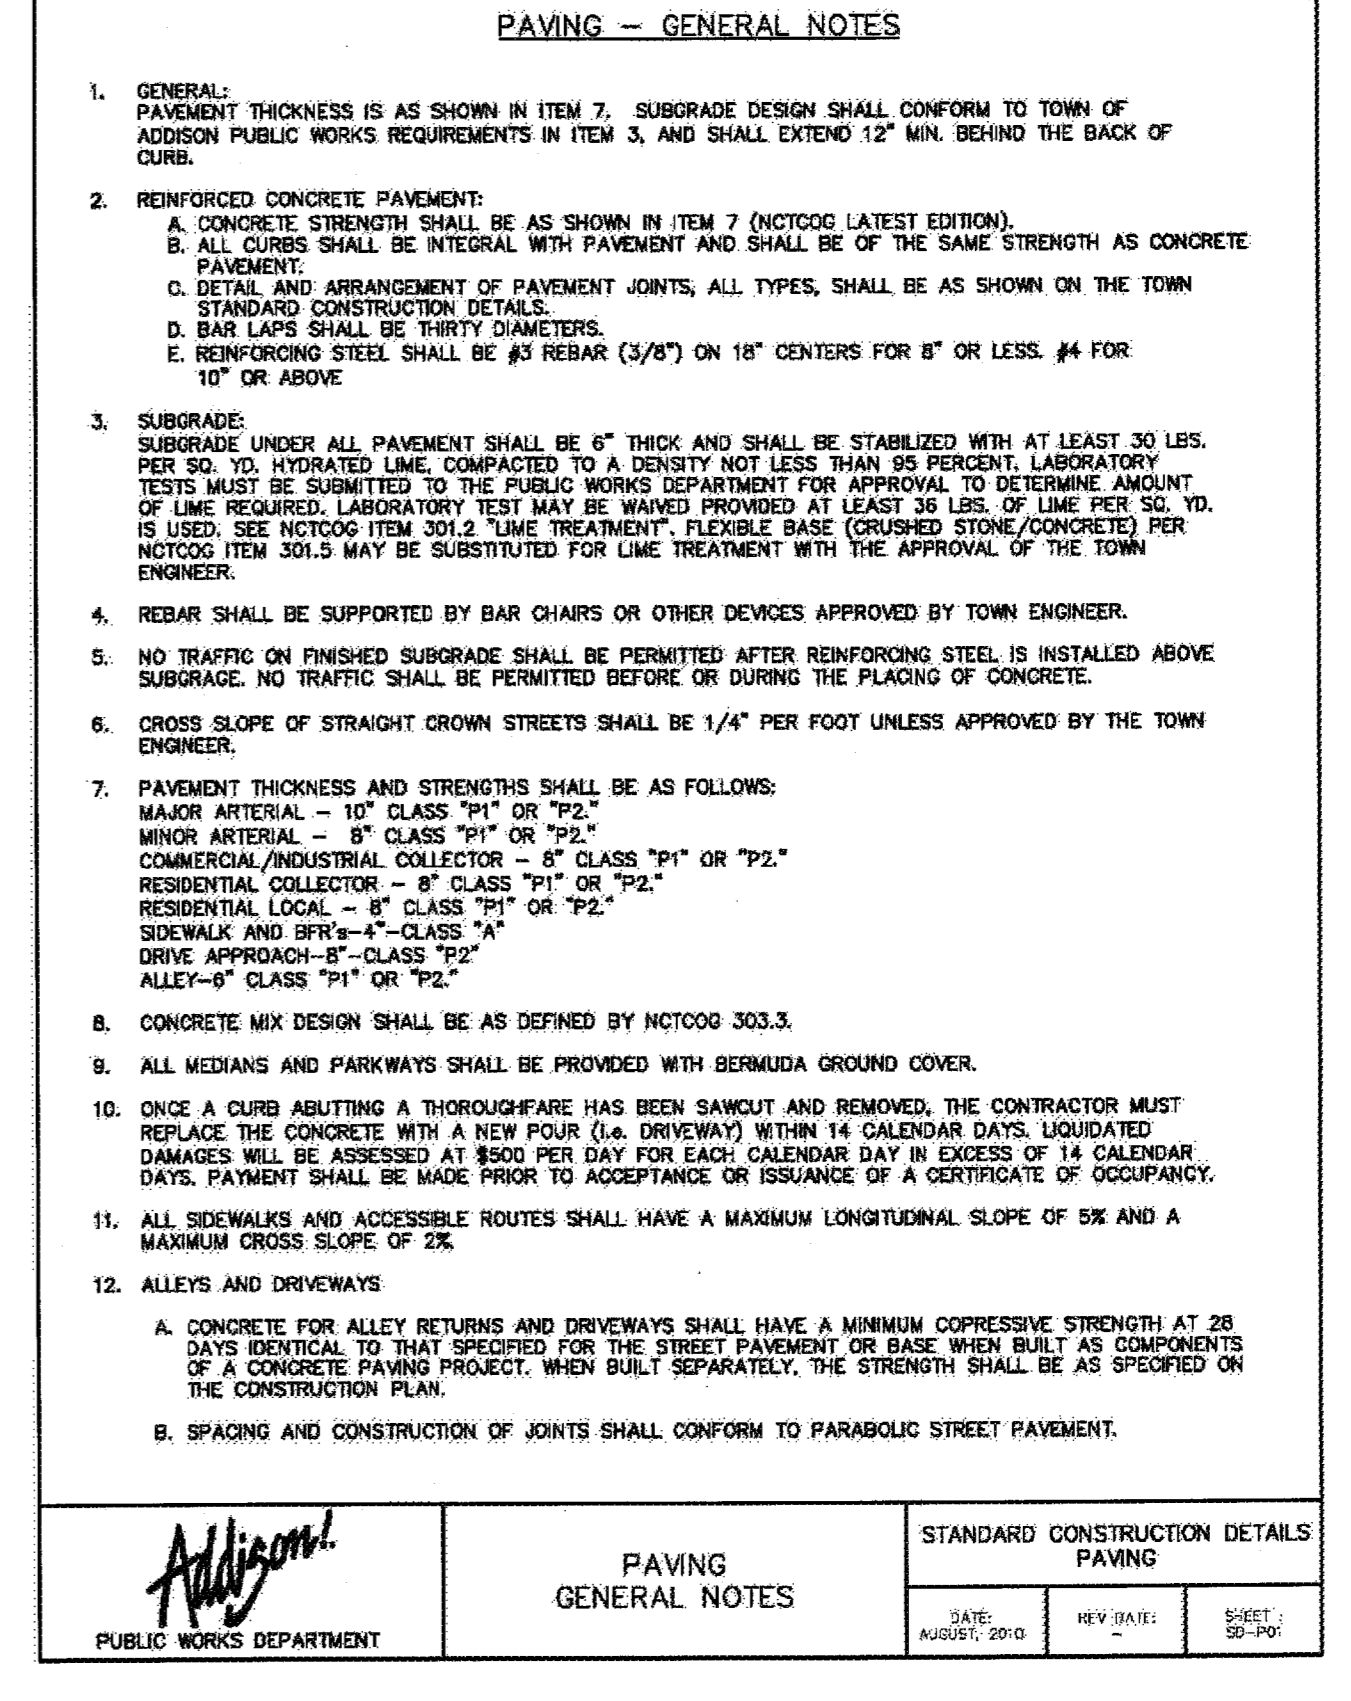 PAVING — GENERAL NOTES
1. GENERAL:
PAVEMENT THICKNESS IS AS SHOWN IN ITEM 7. SUBGRADE DESIGN SHALL CONFORM TO TOWN OF
ADDISON PUBLIC WORKS REQUIREMENTS IN ITEM 3, AND SHALL EXTEND 12" MIN. BEHIND THE BACK OF
CURB.
2. REINFORCED CONCRETE PAVEMENT:
A. CONCRETE STRENGTH SHALL BE AS SHOWN IN ITEM 7 (NCTCOG LATEST EDITION).
B. ALL CURBS SHALL BE INTEGRAL WITH PAVEMENT AND SHALL BE OF THE SAME STRENGTH AS CONCRETE
PAVEMENT.
C. DETAIL AND ARRANGEMENT OF PAVEMENT JOINTS, ALL TYPES, SHALL BE AS SHOWN ON THE TOWN
STANDARD CONSTRUCTION DETAILS.
D. BAR LAPS SHALL BE THIRTY DIAMETERS.
E. REINFORCING STEEL SHALL BE #3 REBAR (3/8") ON 18" CENTERS FOR 8" OR LESS. #4 FOR
10" OR ABOVE
3. SUBGRADE:
SUBGRADE UNDER ALL PAVEMENT SHALL BE 6" THICK AND SHALL BE STABILIZED WITH AT LEAST 30 LBS.
PER SQ. YD. HYDRATED LIME, COMPACTED TO A DENSITY NOT LESS THAN 95 PERCENT. LABORATORY
TESTS MUST BE SUBMITTED TO THE PUBLIC WORKS DEPARTMENT FOR APPROVAL TO DETERMINE AMOUNT
OF LIME REQUIRED. LABORATORY TEST MAY BE WAIVED PROVIDED AT LEAST 36 LBS. OF LIME PER SQ. YD.
IS USED. SEE NCTCOG ITEM 301.2 "LIME TREATMENT". FLEXIBLE BASE (CRUSHED STONE/CONCRETE) PER
NCTCOG ITEM 301.5 MAY BE SUBSTITUTED FOR LIME TREATMENT WITH THE APPROVAL OF THE TOWN
ENGINEER.
4. REBAR SHALL BE SUPPORTED BY BAR CHAIRS OR OTHER DEVICES APPROVED BY TOWN ENGINEER.
5. NO TRAFFIC ON FINISHED SUBGRADE SHALL BE PERMITTED AFTER REINFORCING STEEL IS INSTALLED ABOVE
SUBGRAGE. NO TRAFFIC SHALL BE PERMITTED BEFORE OR DURING THE PLACING OF CONCRETE.
6. CROSS SLOPE OF STRAIGHT CROWN STREETS SHALL BE 1/4" PER FOOT UNLESS APPROVED BY THE TOWN
ENGINEER.
7. PAVEMENT THICKNESS AND STRENGTHS SHALL BE AS FOLLOWS:
MAJOR ARTERIAL – 10" CLASS "P1" OR "P2."
MINOR ARTERIAL – 8" CLASS "P1" OR "P2."
COMMERCIAL/INDUSTRIAL COLLECTOR – 8" CLASS "P1" OR "P2."
RESIDENTIAL COLLECTOR – 8" CLASS "P1" OR "P2."
RESIDENTIAL LOCAL – 8" CLASS "P1" OR "P2."
SIDEWALK AND BFR's–4"–CLASS "A"
DRIVE APPROACH–8"–CLASS "P2"
ALLEY–8" CLASS "P1" OR "P2."
8. CONCRETE MIX DESIGN SHALL BE AS DEFINED BY NCTCOG 303.3.
9. ALL MEDIANS AND PARKWAYS SHALL BE PROVIDED WITH BERMUDA GROUND COVER.
10. ONCE A CURB ABUTTING A THOROUGHFARE HAS BEEN SAWCUT AND REMOVED, THE CONTRACTOR MUST
REPLACE THE CONCRETE WITH A NEW POUR (i.e. DRIVEWAY) WITHIN 14 CALENDAR DAYS. LIQUIDATED
DAMAGES WILL BE ASSESSED AT $500 PER DAY FOR EACH CALENDAR DAY IN EXCESS OF 14 CALENDAR
DAYS. PAYMENT SHALL BE MADE PRIOR TO ACCEPTANCE OR ISSUANCE OF A CERTIFICATE OF OCCUPANCY.
11. ALL SIDEWALKS AND ACCESSIBLE ROUTES SHALL HAVE A MAXIMUM LONGITUDINAL SLOPE OF 5% AND A
MAXIMUM CROSS SLOPE OF 2%
12. ALLEYS AND DRIVEWAYS
A. CONCRETE FOR ALLEY RETURNS AND DRIVEWAYS SHALL HAVE A MINIMUM COPRESSIVE STRENGTH AT 28
DAYS IDENTICAL TO THAT SPECIFIED FOR THE STREET PAVEMENT OR BASE WHEN BUILT AS COMPONENTS
OF A CONCRETE PAVING PROJECT. WHEN BUILT SEPARATELY, THE STRENGTH SHALL BE AS SPECIFIED ON
THE CONSTRUCTION PLAN.
B. SPACING AND CONSTRUCTION OF JOINTS SHALL CONFORM TO PARABOLIC STREET PAVEMENT.
Addison!
PUBLIC WORKS DEPARTMENT
PAVING
GENERAL NOTES
STANDARD CONSTRUCTION DETAILS
PAVING
DATE:
AUGUST, 2010
REV DATE:
–
SHEET :
SD-P01